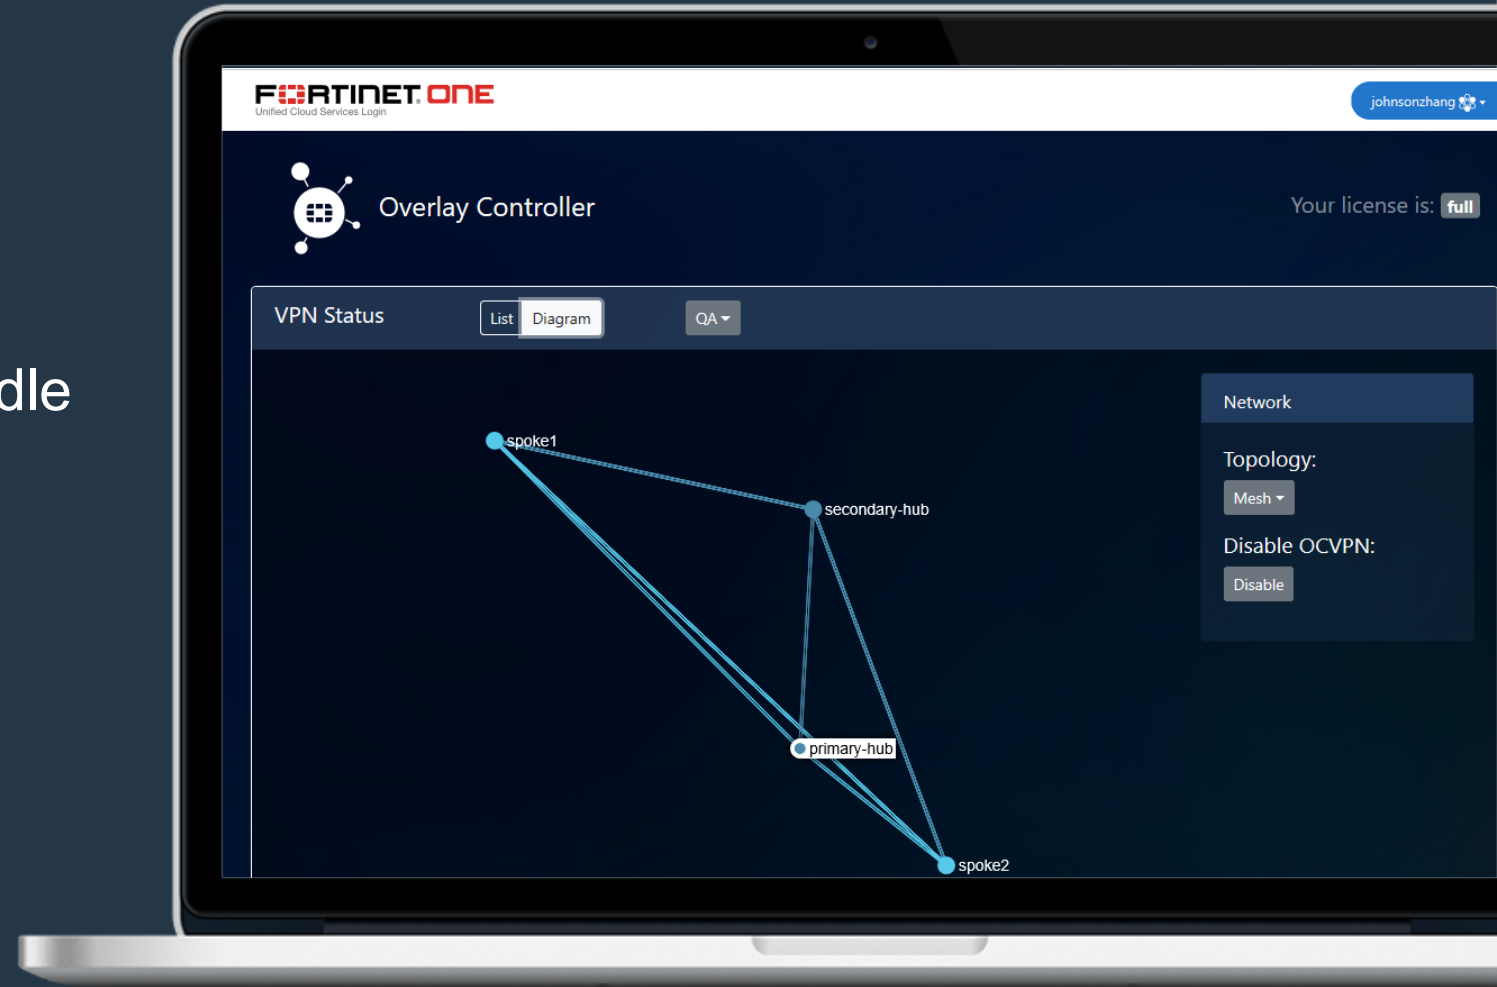 FORTINET ONE
Unified Cloud Services Login
johnsonzhang
Overlay Controller
Your license is: full
VPN Status
List Diagram
QA
Network
dle
spoke1
Topology:
Mesh
secondary-hub
Disable OCVPN:
Disable
primary-hub
spoke2